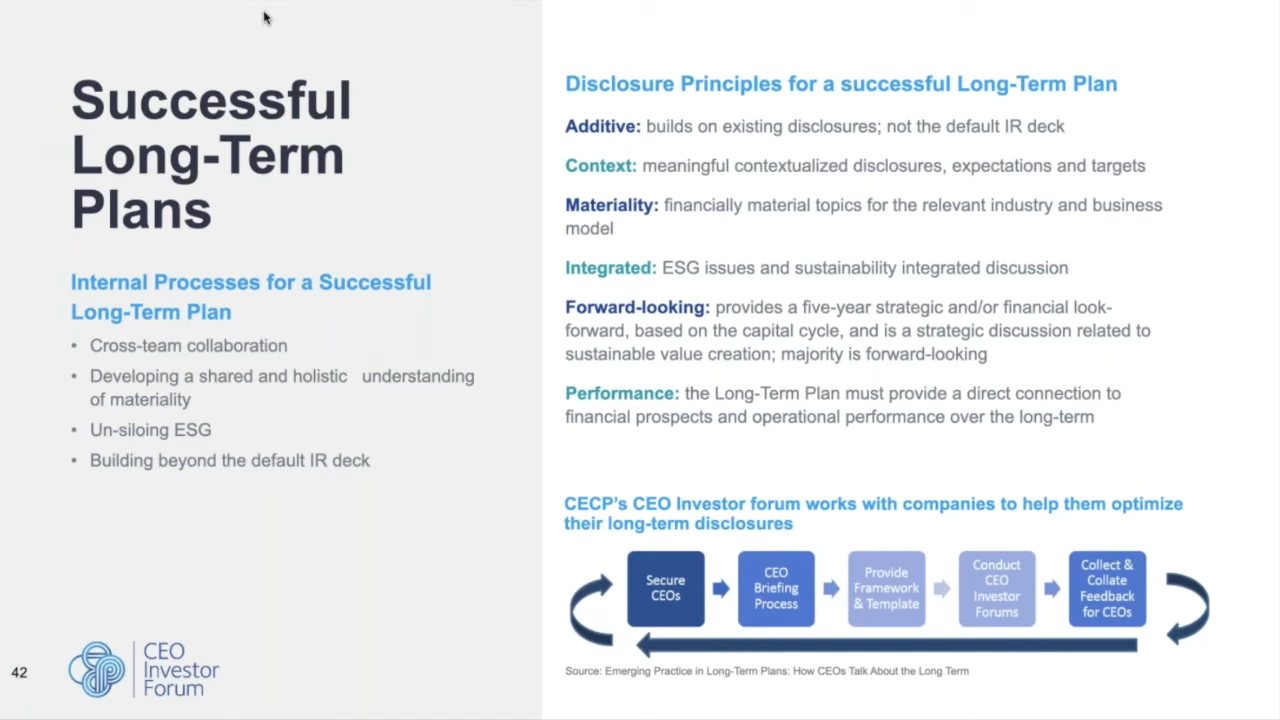 Successful
Long-Term
Plans
Internal Processes for a Successful
Long-Term Plan
• Cross-team collaboration
• Developing a shared and holistic understanding
of materiality
• Un-siloing ESG
• Building beyond the default IR deck
42
CEO
Investor
Forum
Disclosure Principles for a successful Long-Term Plan
Additive: builds on existing disclosures; not the default IR deck
Context: meaningful contextualized disclosures, expectations and targets
Materiality: financially material topics for the relevant industry and business
model
Integrated: ESG issues and sustainability integrated discussion
Forward-looking: provides a five-year strategic and/or financial look-
forward, based on the capital cycle, and is a strategic discussion related to
sustainable value creation; majority is forward-looking
Performance: the Long-Term Plan must provide a direct connection to
financial prospects and operational performance over the long-term
CECP's CEO Investor forum works with companies to help them optimize
their long-term disclosures
Secure
CEOs
CEO
Briefing
Process
Provide
Framework
& Template
Conduct
CEO
Investor
Forums
Collect &
Collate
Feedback
for CEOs
Source: Emerging Practice in Long-Term Plans: How CEOs Talk About the Long Term